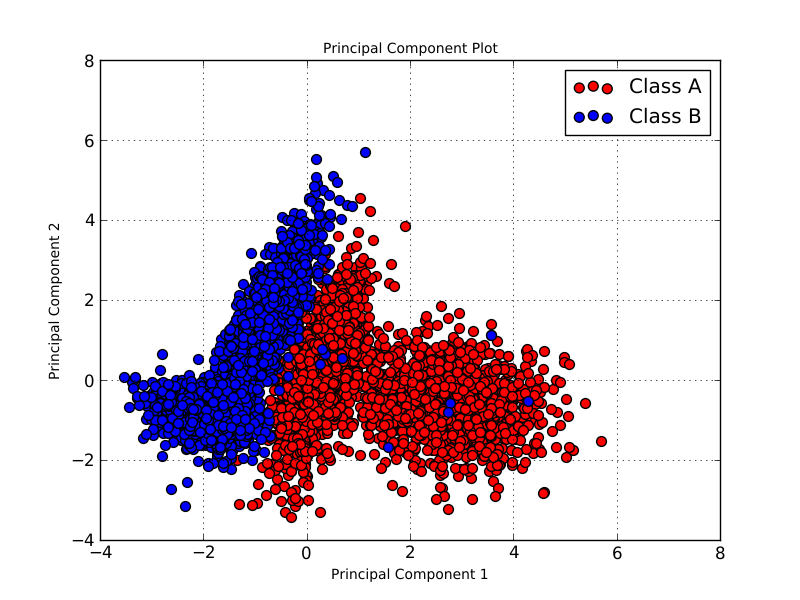 Principal Component Plot
Class A
Class B
8
6
4
2
0
−2
−4
Principal Component 2
−4 −2 0 2 4 6 8
Principal Component 1